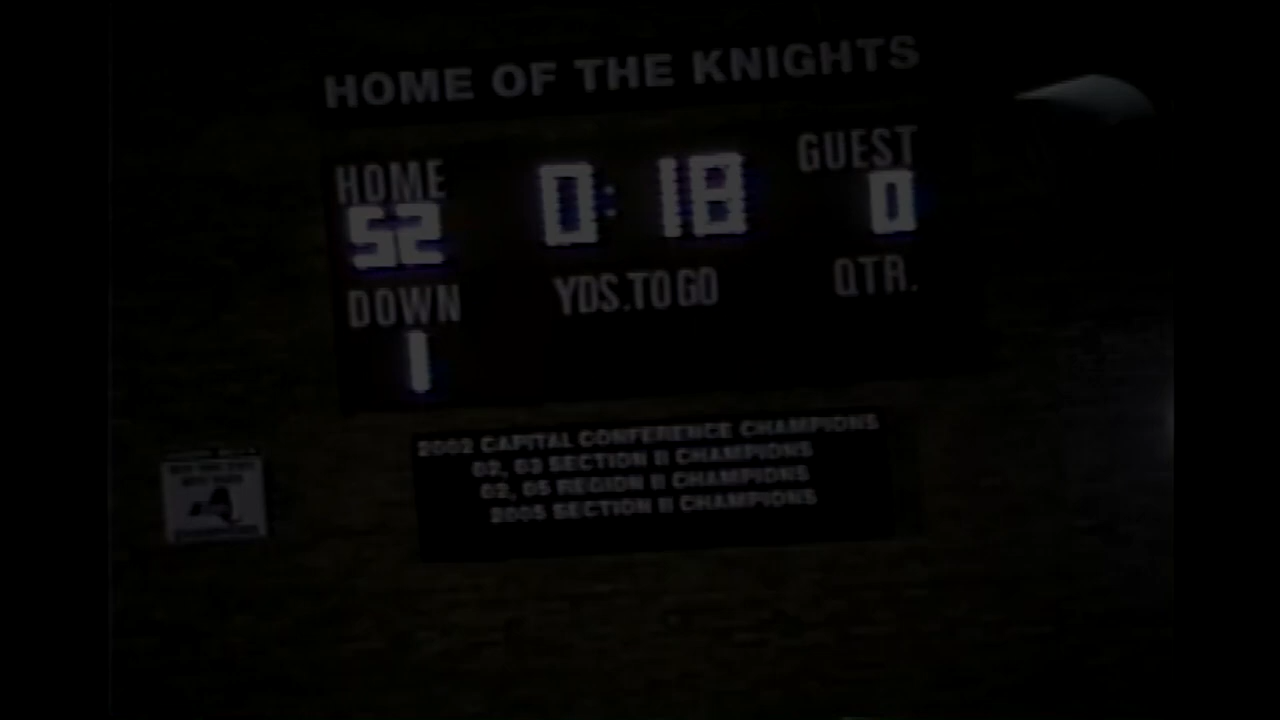 HOME OF THE KNIGHTS
HOME 0:18 GUEST
52 0
DOWN YDS.TO GO QTR.
1
2002 CAPITAL CONFERENCE CHAMPIONS
02, 03 SECTION II CHAMPIONS
02, 05 REGION II CHAMPIONS
2005 SECTION II CHAMPIONS